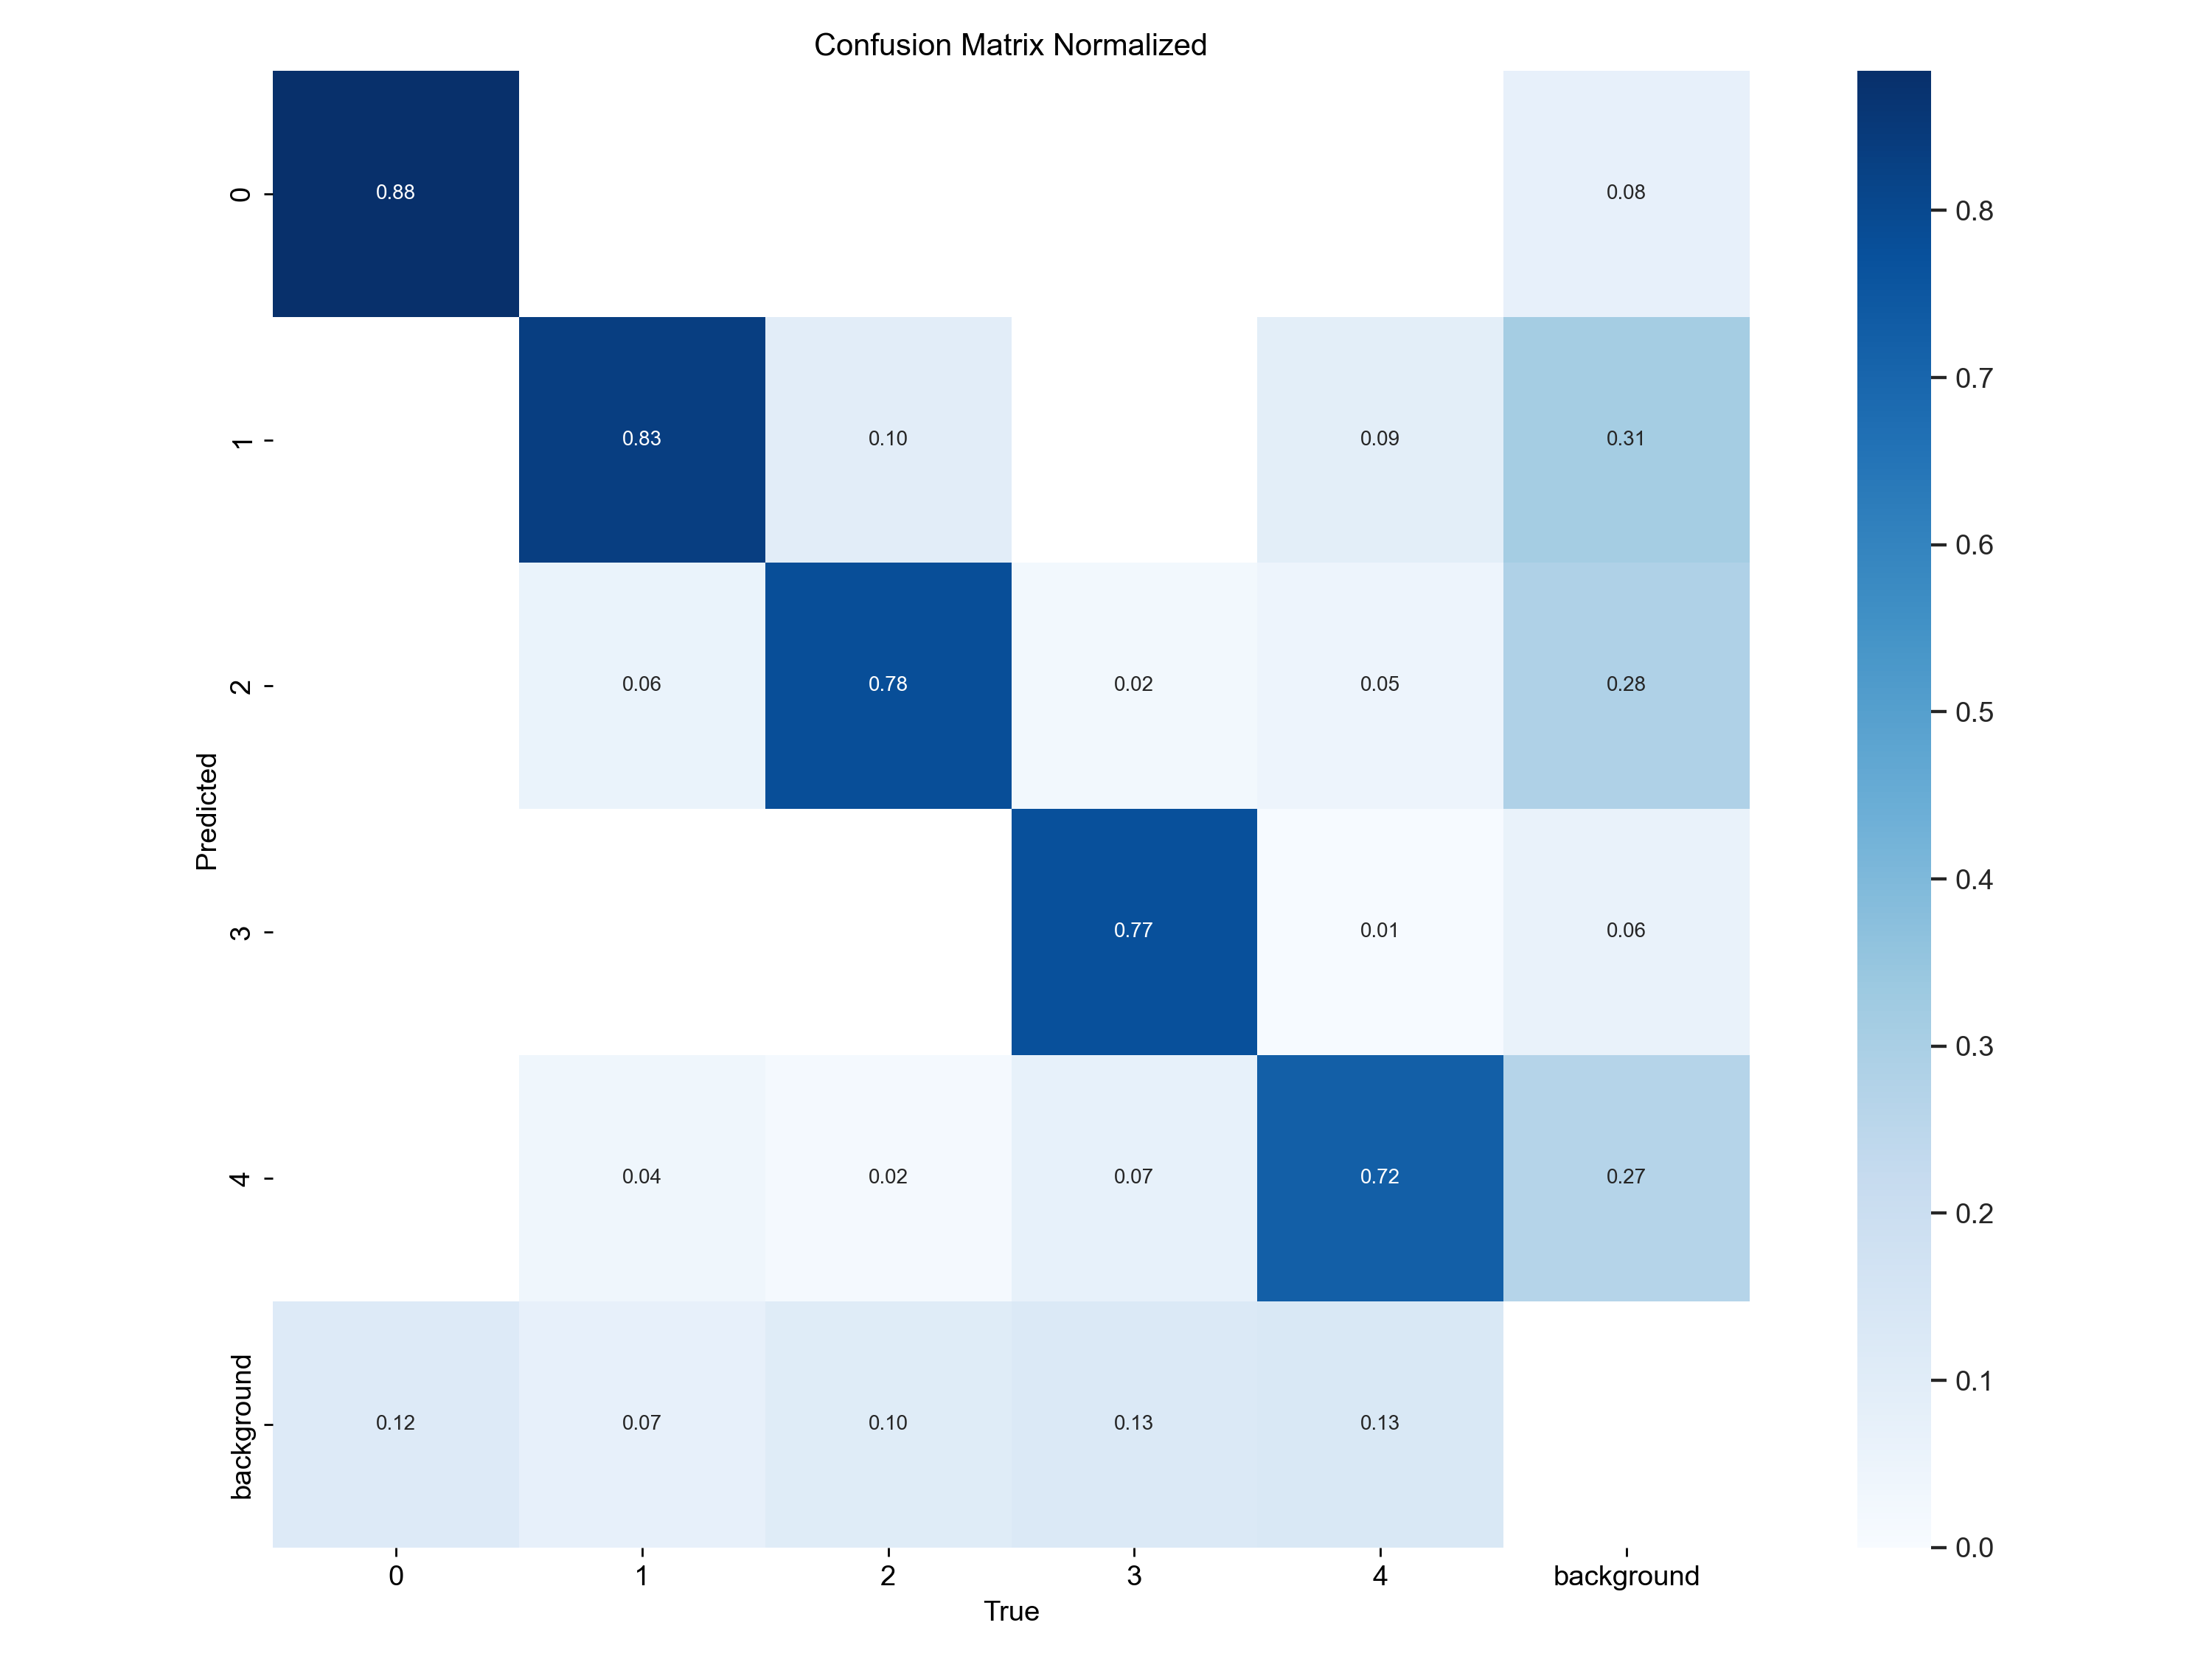 Confusion Matrix Normalized
0 0.88 0.08
1 0.83 0.10 0.09 0.31
2 0.06 0.78 0.02 0.05 0.28
3 0.77 0.01 0.06
4 0.04 0.02 0.07 0.72 0.27
background 0.12 0.07 0.10 0.13 0.13
0 1 2 3 4 background
True
Predicted
0.8
0.7
0.6
0.5
0.4
0.3
0.2
0.1
0.0